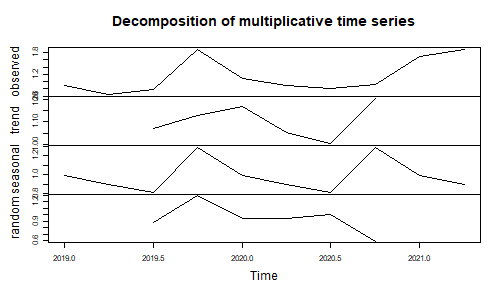 Decomposition of multiplicative time series
observed
1.8
1.2
trend
1.10
1.00
seasonal
1.2
1.0
0.8
random
1.2
0.9
0.6
2019.0 2019.5 2020.0 2020.5 2021.0
Time